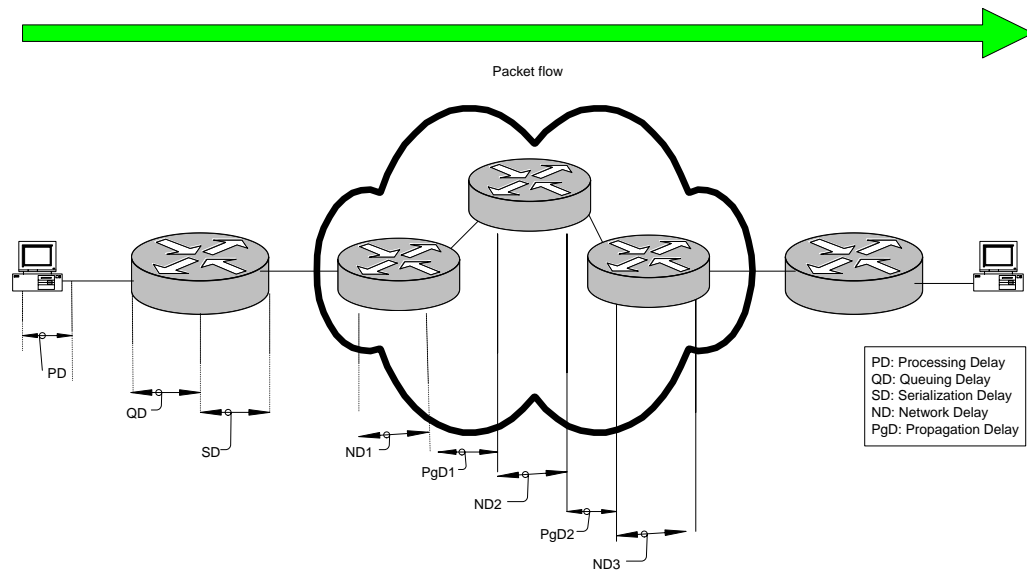 Packet flow
PD
QD
SD
ND1
PgD1
ND2
PgD2
ND3
PD: Processing Delay
QD: Queuing Delay
SD: Serialization Delay
ND: Network Delay
PgD: Propagation Delay